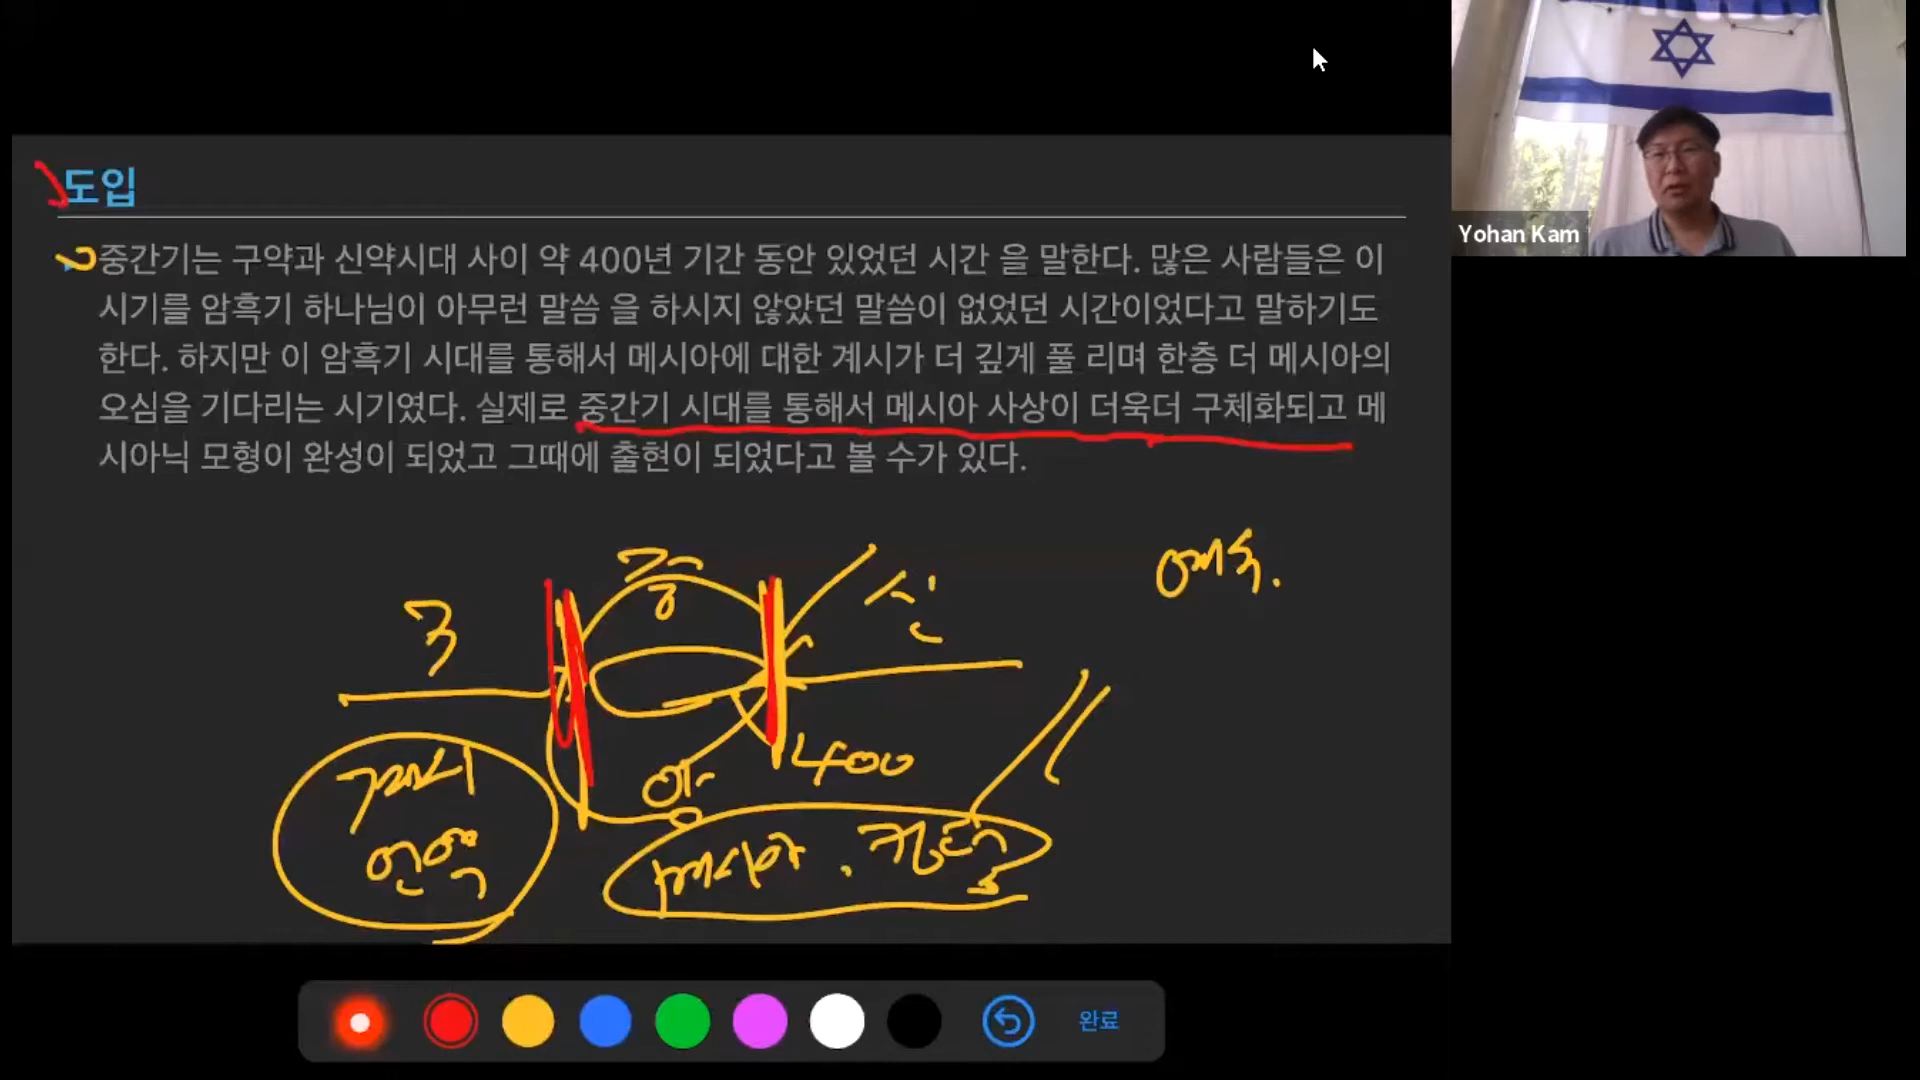 도입
중간기는 구약과 신약시대 사이 약 400년 기간 동안 있었던 시간 을 말한다. 많은 사람들은 이
시기를 암흑기 하나님이 아무런 말씀 을 하시지 않았던 말씀이 없었던 시간이었다고 말하기도
한다. 하지만 이 암흑기 시대를 통해서 메시아에 대한 계시가 더 깊게 풀 리며 한층 더 메시아의
오심을 기다리는 시기였다. 실제로 중간기 시대를 통해서 메시아 사상이 더욱더 구체화되고 메
시아닉 모형이 완성이 되었고 그때에 출현이 되었다고 볼 수가 있다.
Yohan Kam
예수.
중
신
구
400
계시
언약
메시아.
완료